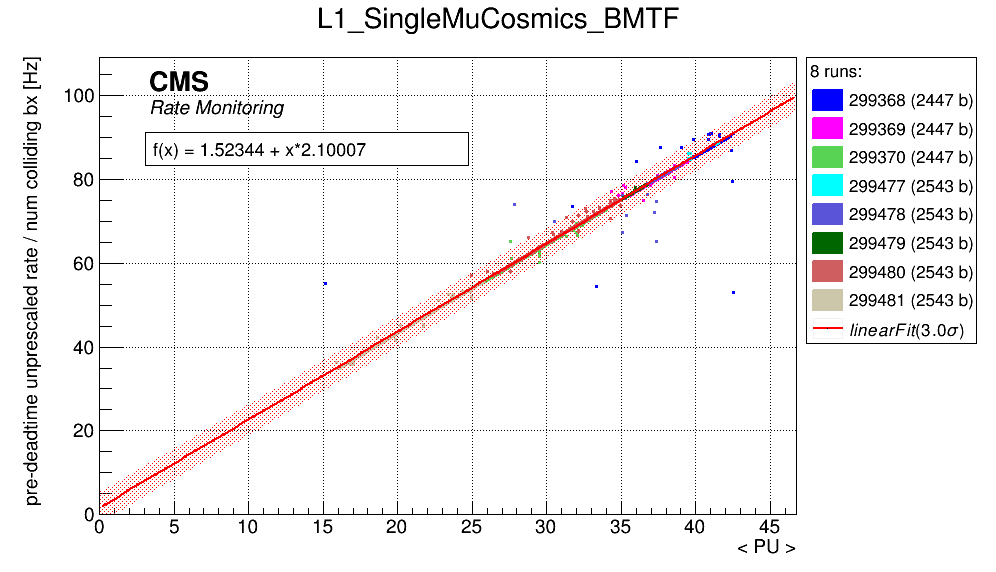 L1_SingleMuCosmics_BMTF
pre-deadtime unprescaled rate / num colliding bx [Hz]
CMS
Rate Monitoring
f(x) = 1.52344 + x*2.10007
100
80
60
40
20
0
0 5 10 15 20 25 30 35 40 45
< PU >
8 runs:
299368 (2447 b)
299369 (2447 b)
299370 (2447 b)
299477 (2543 b)
299478 (2543 b)
299479 (2543 b)
299480 (2543 b)
299481 (2543 b)
linearFit(3.0σ)